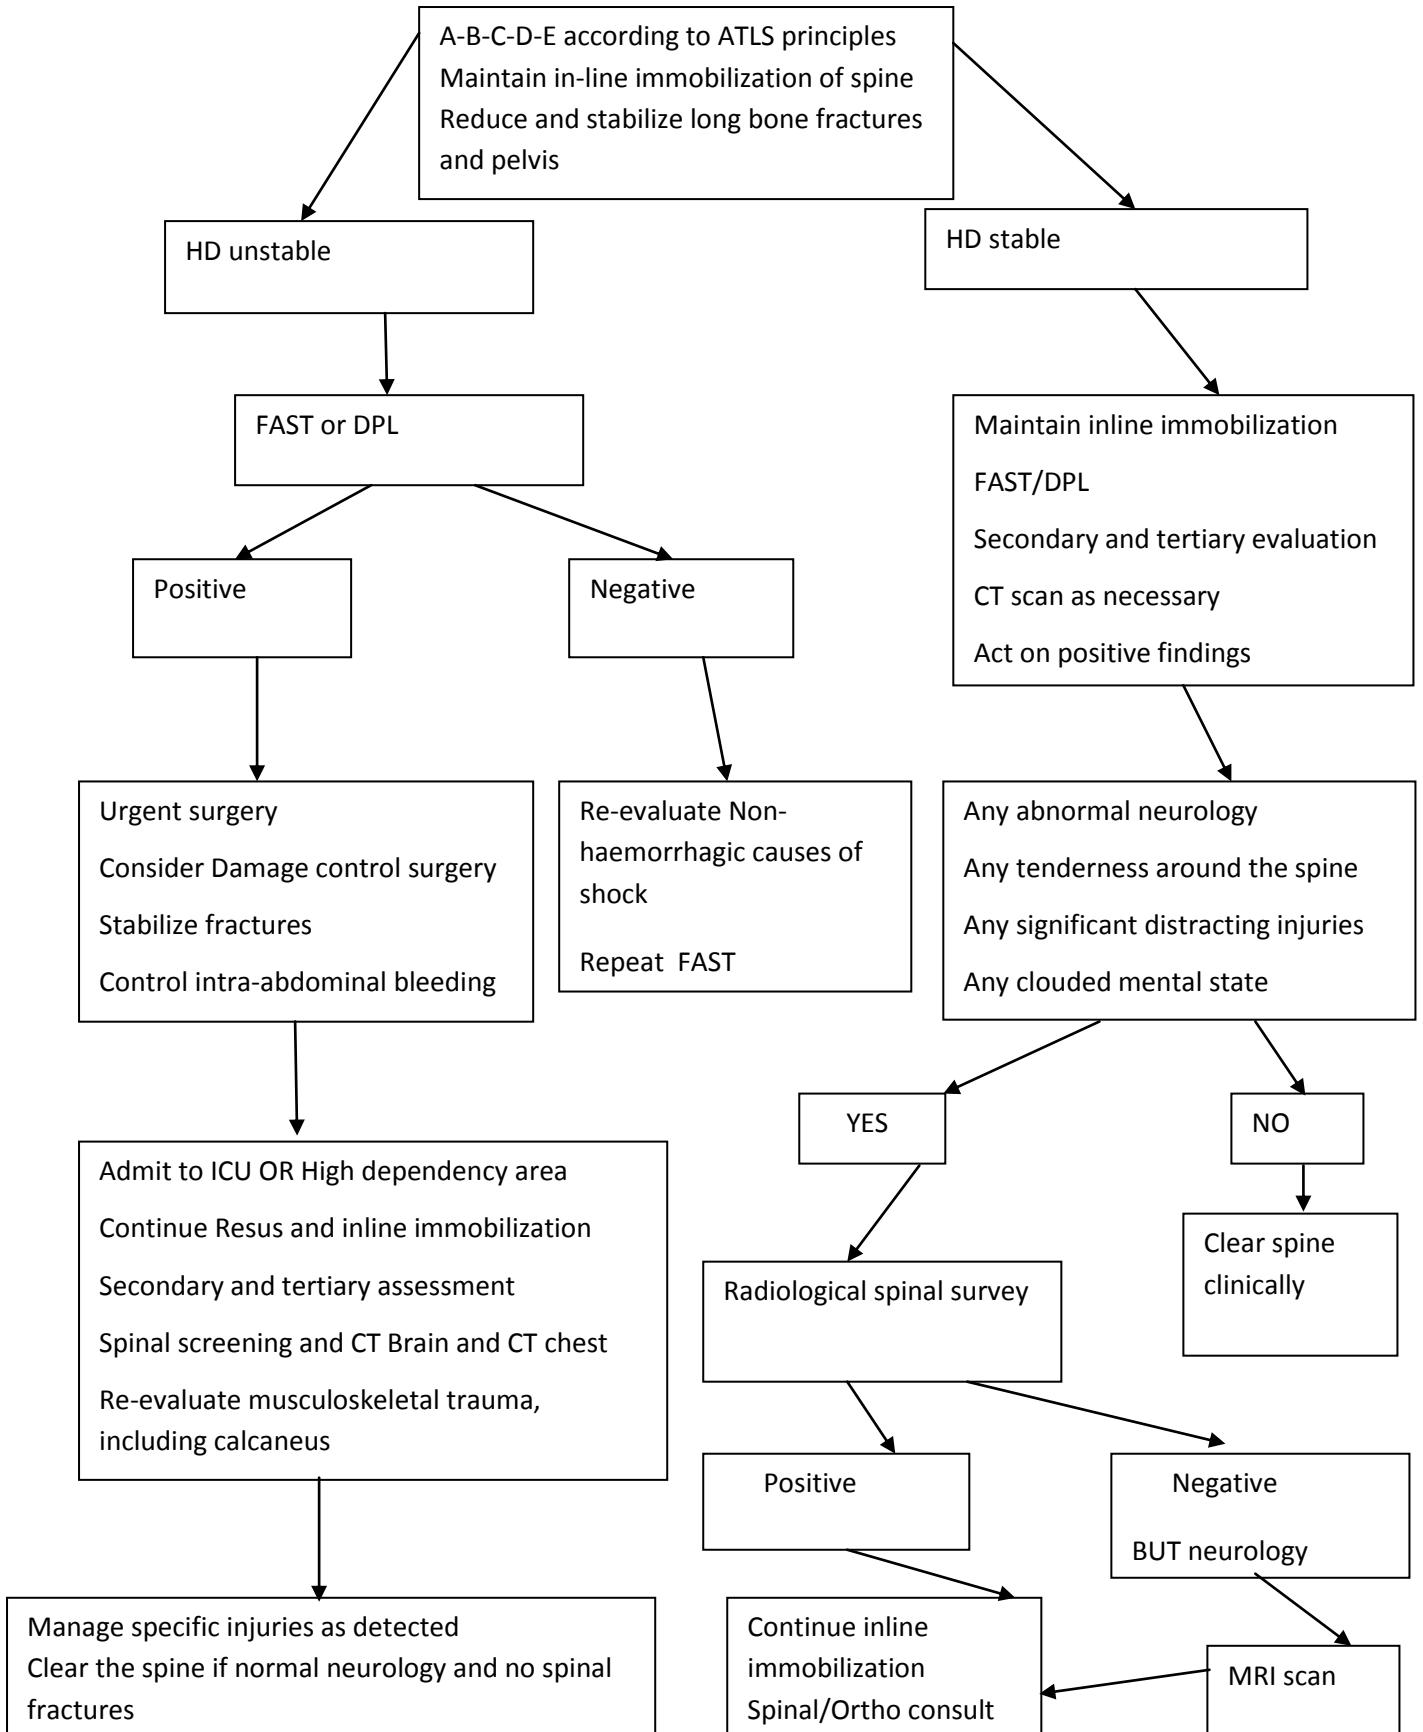 A-B-C-D-E according to ATLS principles
Maintain in-line immobilization of spine
Reduce and stabilize long bone fractures
and pelvis
HD unstable
HD stable
FAST or DPL
Maintain inline immobilization
FAST/DPL
Secondary and tertiary evaluation
CT scan as necessary
Act on positive findings
Positive
Negative
Urgent surgery
Consider Damage control surgery
Stabilize fractures
Control intra-abdominal bleeding
Re-evaluate Non-
haemorrhagic causes of
shock
Repeat FAST
Any abnormal neurology
Any tenderness around the spine
Any significant distracting injuries
Any clouded mental state
YES
NO
Admit to ICU OR High dependency area
Continue Resus and inline immobilization
Secondary and tertiary assessment
Spinal screening and CT Brain and CT chest
Re-evaluate musculoskeletal trauma,
including calcaneus
Radiological spinal survey
Clear spine
clinically
Positive
Negative
BUT neurology
Manage specific injuries as detected
Clear the spine if normal neurology and no spinal
fractures
Continue inline
immobilization
Spinal/Ortho consult
MRI scan